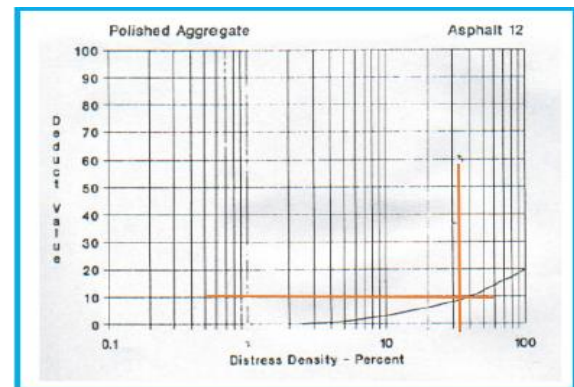 Polished Aggregate Asphalt 12
100
90
80
70
60
50
40
30
20
10
0
Deduct Value
0.1 1 10 100
Distress Density - Percent